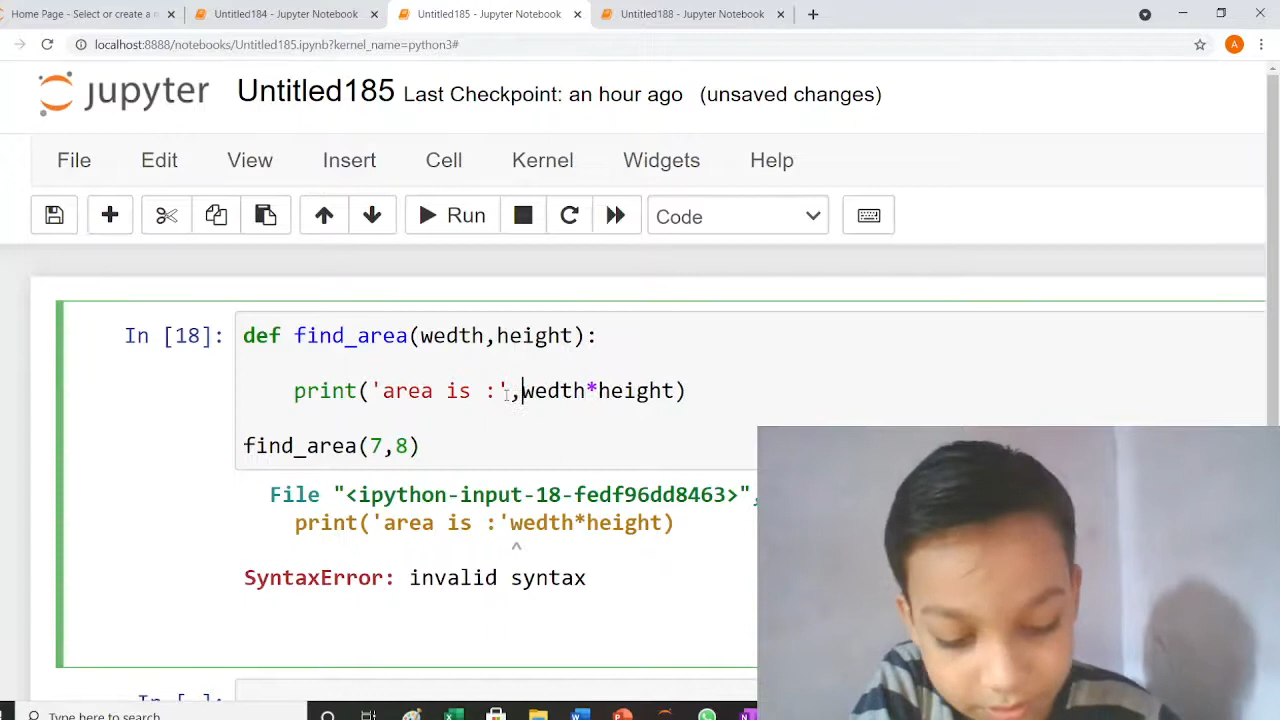 Home Page - Select or create a n
Untitled184 - Jupyter Notebook
Untitled185 - Jupyter Notebook
Untitled188 - Jupyter Notebook
localhost:8888/notebooks/Untitled185.ipynb?kernel_name=python3#
A
jupyter Untitled185 Last Checkpoint: an hour ago (unsaved changes)
File Edit View Insert Cell Kernel Widgets Help
Run Code
In [18]: def find_area(wedth,height):
print('area is :',wedth*height)
find_area(7,8)
File "<ipython-input-18-fedf96dd8463>",
print('area is :'wedth*height)
^
SyntaxError: invalid syntax
In [ ]:
Type here to search